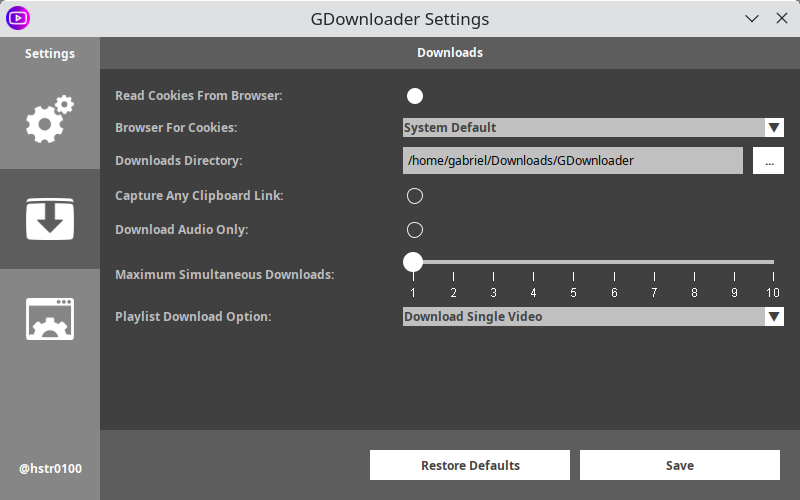 GDownloader Settings
Settings
Downloads
Read Cookies From Browser:
Browser For Cookies: System Default
Downloads Directory: /home/gabriel/Downloads/GDownloader ...
Capture Any Clipboard Link:
Download Audio Only:
Maximum Simultaneous Downloads:
1 2 3 4 5 6 7 8 9 10
Playlist Download Option: Download Single Video
@hstr0100
Restore Defaults Save